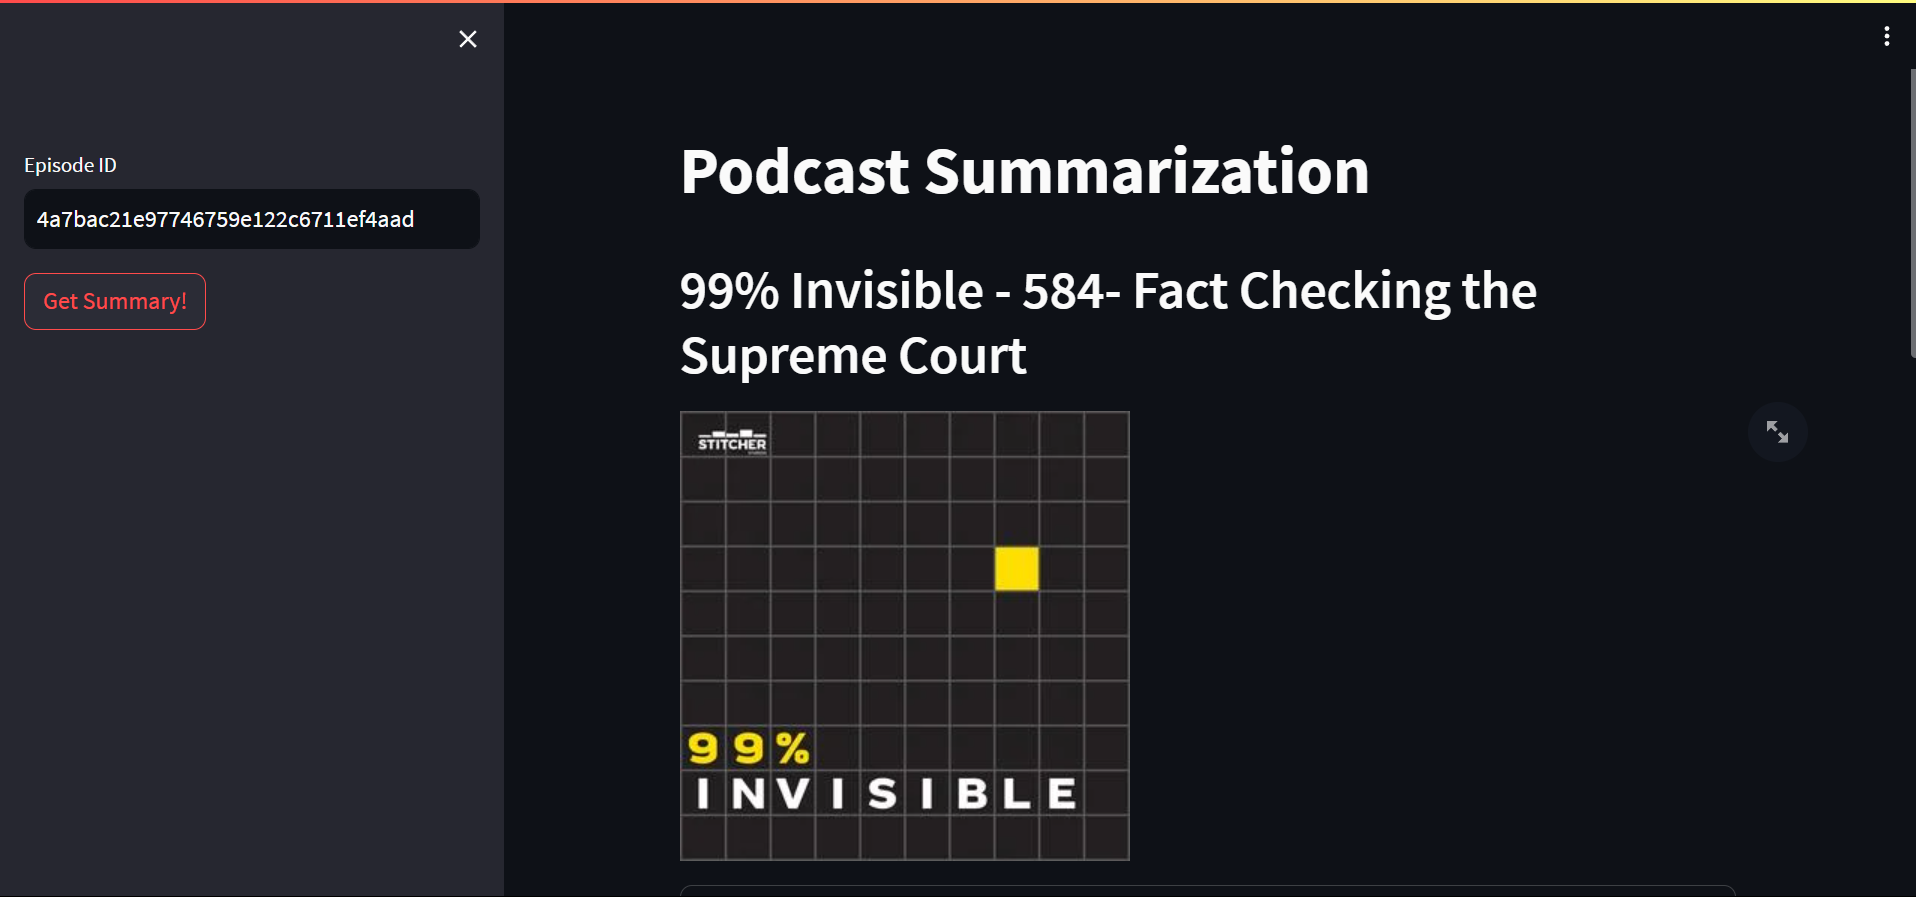 Episode ID
4a7bac21e97746759e122c6711ef4aad
Get Summary!
Podcast Summarization
99% Invisible - 584- Fact Checking the
Supreme Court
STITCHER
99%
INVISIBLE